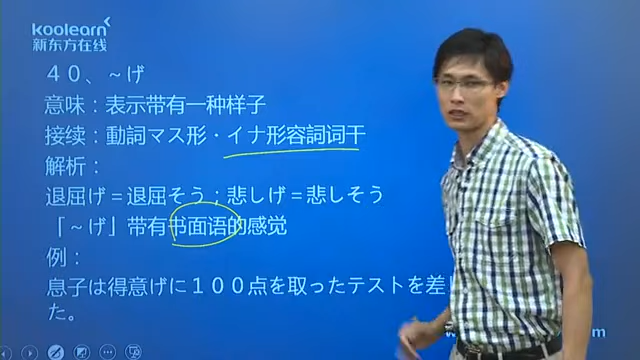 koolearn
新东方在线
40、~げ
意味：表示带有一种样子
接续：動詞マス形・イナ形容詞词干
解析：
退屈げ＝退屈そう；悲しげ＝悲しそう
「~げ」带有书面语的感觉
例：
息子は得意げに100点を取ったテストを差し
た。